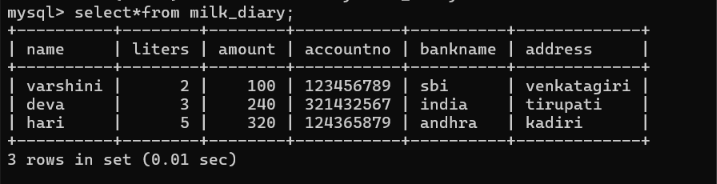 mysql> select*from milk_diary;
+-----------+--------+--------+-----------+----------+-------------+
| name      | liters | amount | accountno | bankname | address     |
+-----------+--------+--------+-----------+----------+-------------+
| varshini  |      2 |    100 | 123456789 | sbi      | venkatagiri |
| deva      |      3 |    240 | 321432567 | india    | tirupati    |
| hari      |      5 |    320 | 124365879 | andhra   | kadiri      |
+-----------+--------+--------+-----------+----------+-------------+
3 rows in set (0.01 sec)